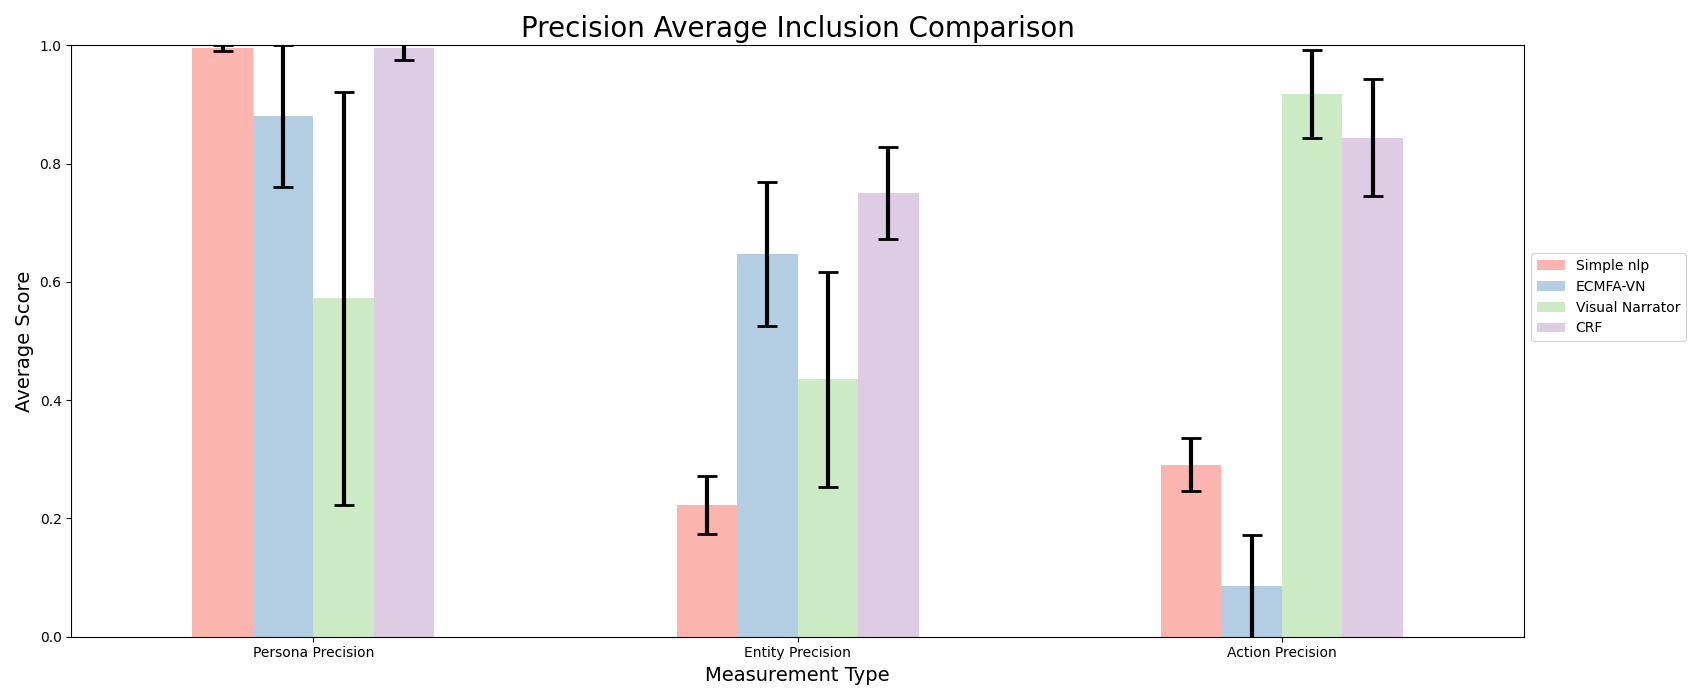 Precision Average Inclusion Comparison
1.0
0.8
0.6
0.4
0.2
0.0
Average Score
Persona Precision
Entity Precision
Action Precision
Measurement Type
Simple nlp
ECMFA-VN
Visual Narrator
CRF